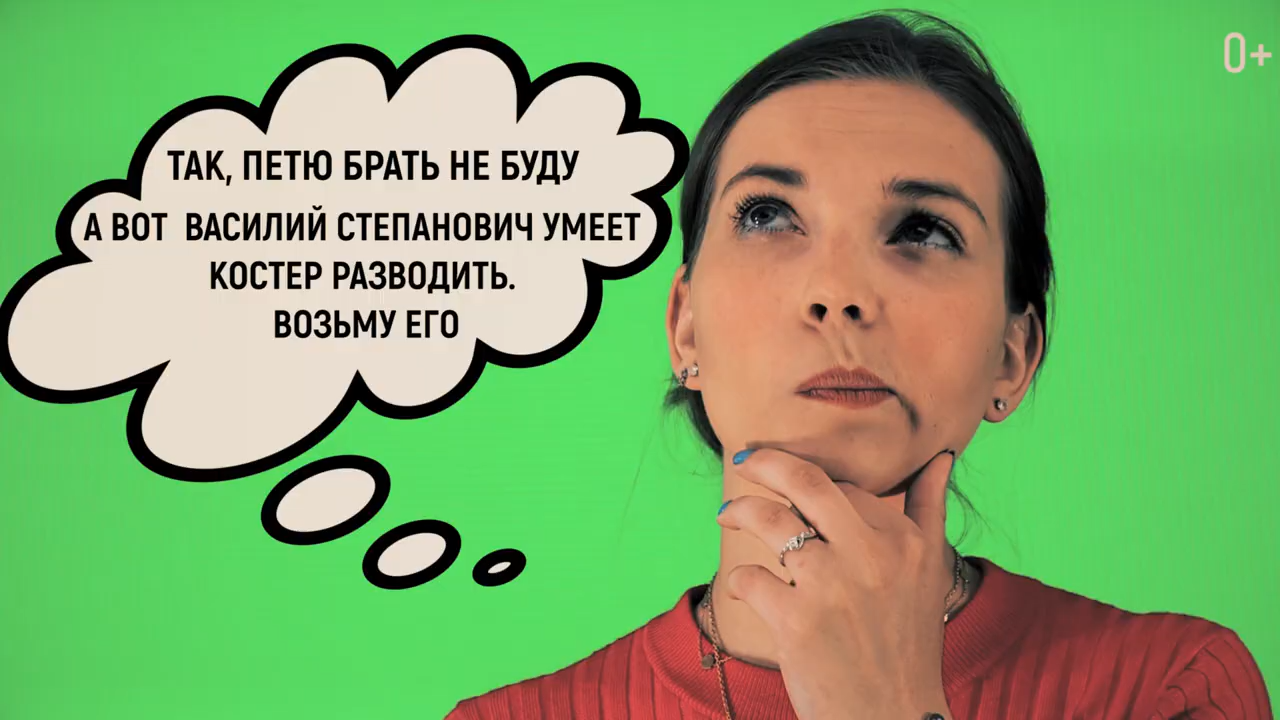 0+
ТАК, ПЕТЮ БРАТЬ НЕ БУДУ
А ВОТ ВАСИЛИЙ СТЕПАНОВИЧ УМЕЕТ
КОСТЕР РАЗВОДИТЬ.
ВОЗЬМУ ЕГО